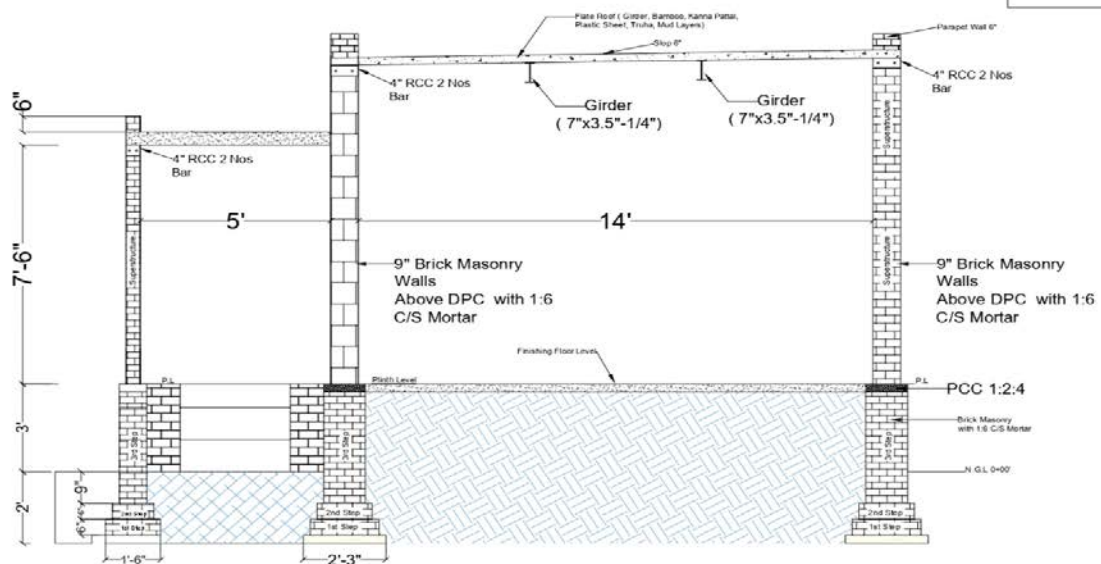 Flate Roof ( Girder, Bamboo, Kanna Pattal,
Plastic Sheet, Truha, Mud Layers)
Slop 6"
Parapet Wall 6"
4" RCC 2 Nos
Bar
4" RCC 2 Nos
Bar
Girder
( 7"x3.5"-1/4")
Girder
( 7"x3.5"-1/4")
6"
4" RCC 2 Nos
Bar
Superstructure
5'
14'
7'-6"
Superstructure
Superstructure
9" Brick Masonry
Walls
Above DPC with 1:6
C/S Mortar
9" Brick Masonry
Walls
Above DPC with 1:6
C/S Mortar
Finishing Floor Level
P.L
Plinth Level
P.L
PCC 1:2:4
3'
3rd Step
3rd Step
3rd Step
Brick Masonry
with 1:6 C/S Mortar
N.G.L 0+00'
2'
9"
6"
6"
2nd Step
1st Step
2nd Step
1st Step
2nd Step
1st Step
1'-6"
2'-3"